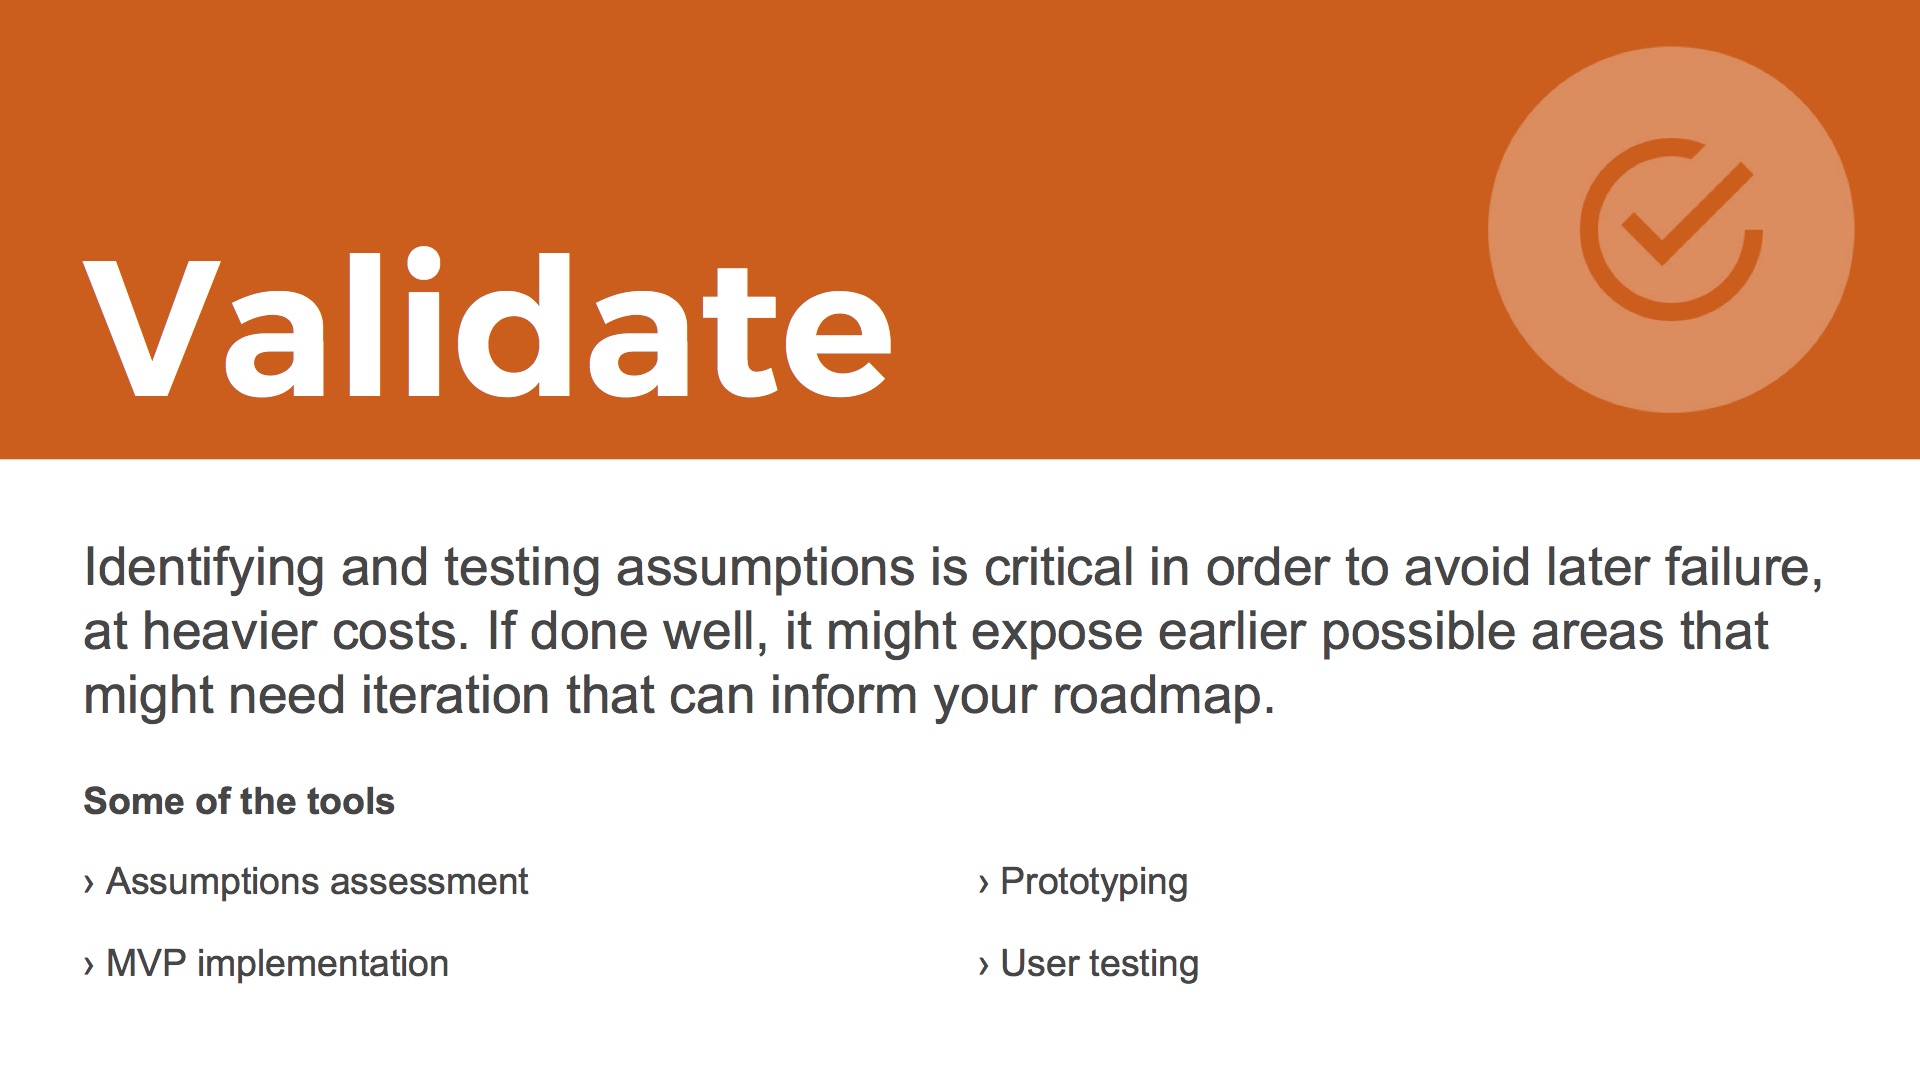 Validate
Identifying and testing assumptions is critical in order to avoid later failure,
at heavier costs. If done well, it might expose earlier possible areas that
might need iteration that can inform your roadmap.
Some of the tools
› Assumptions assessment
› MVP implementation
› Prototyping
› User testing